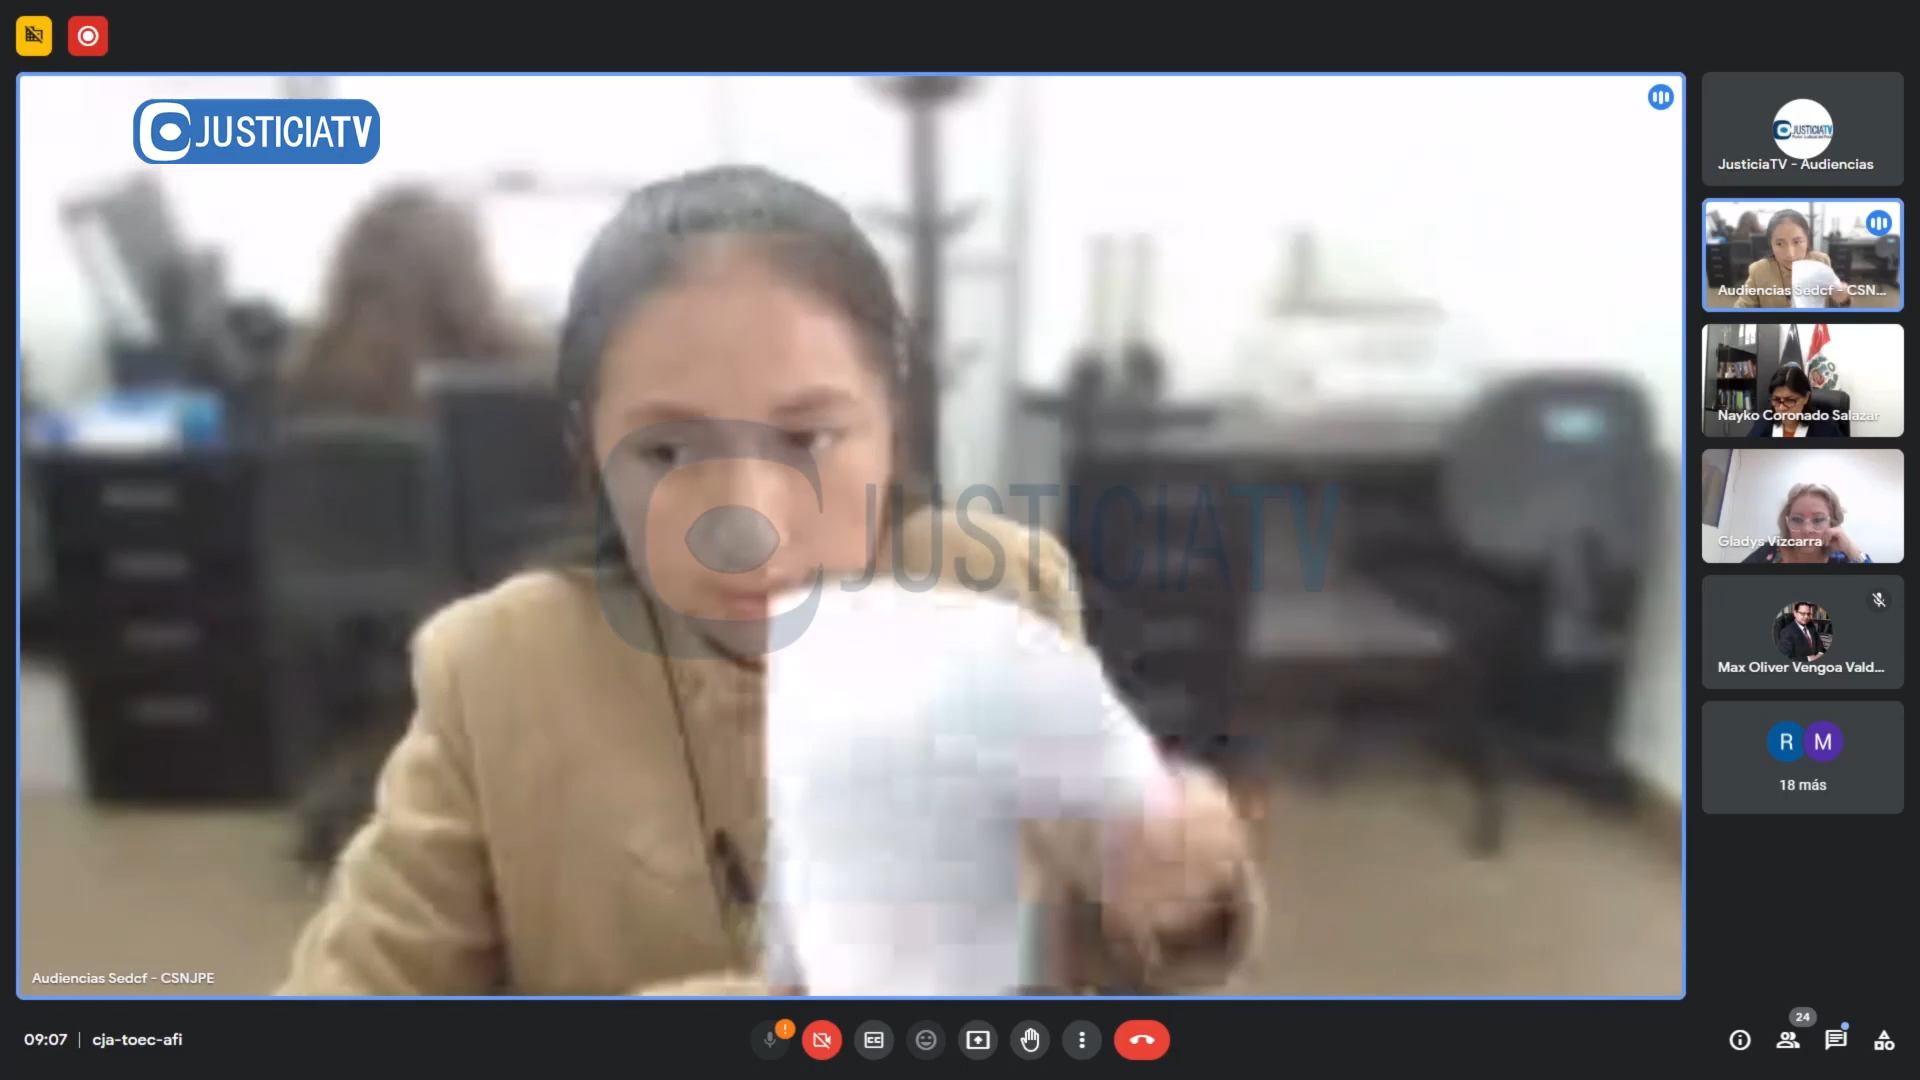 JUSTICIATV
JUSTICIATV
JUSTICIATV
JusticiaTV - Audiencias
Audiencias Sedcf - CSN...
Nayko Coronado Salazar
Gladys Vizcarra
Max Oliver Vengoa Vald...
R M
18 más
Audiencias Sedcf - CSNJPE
09:07 | cja-toec-afi
24